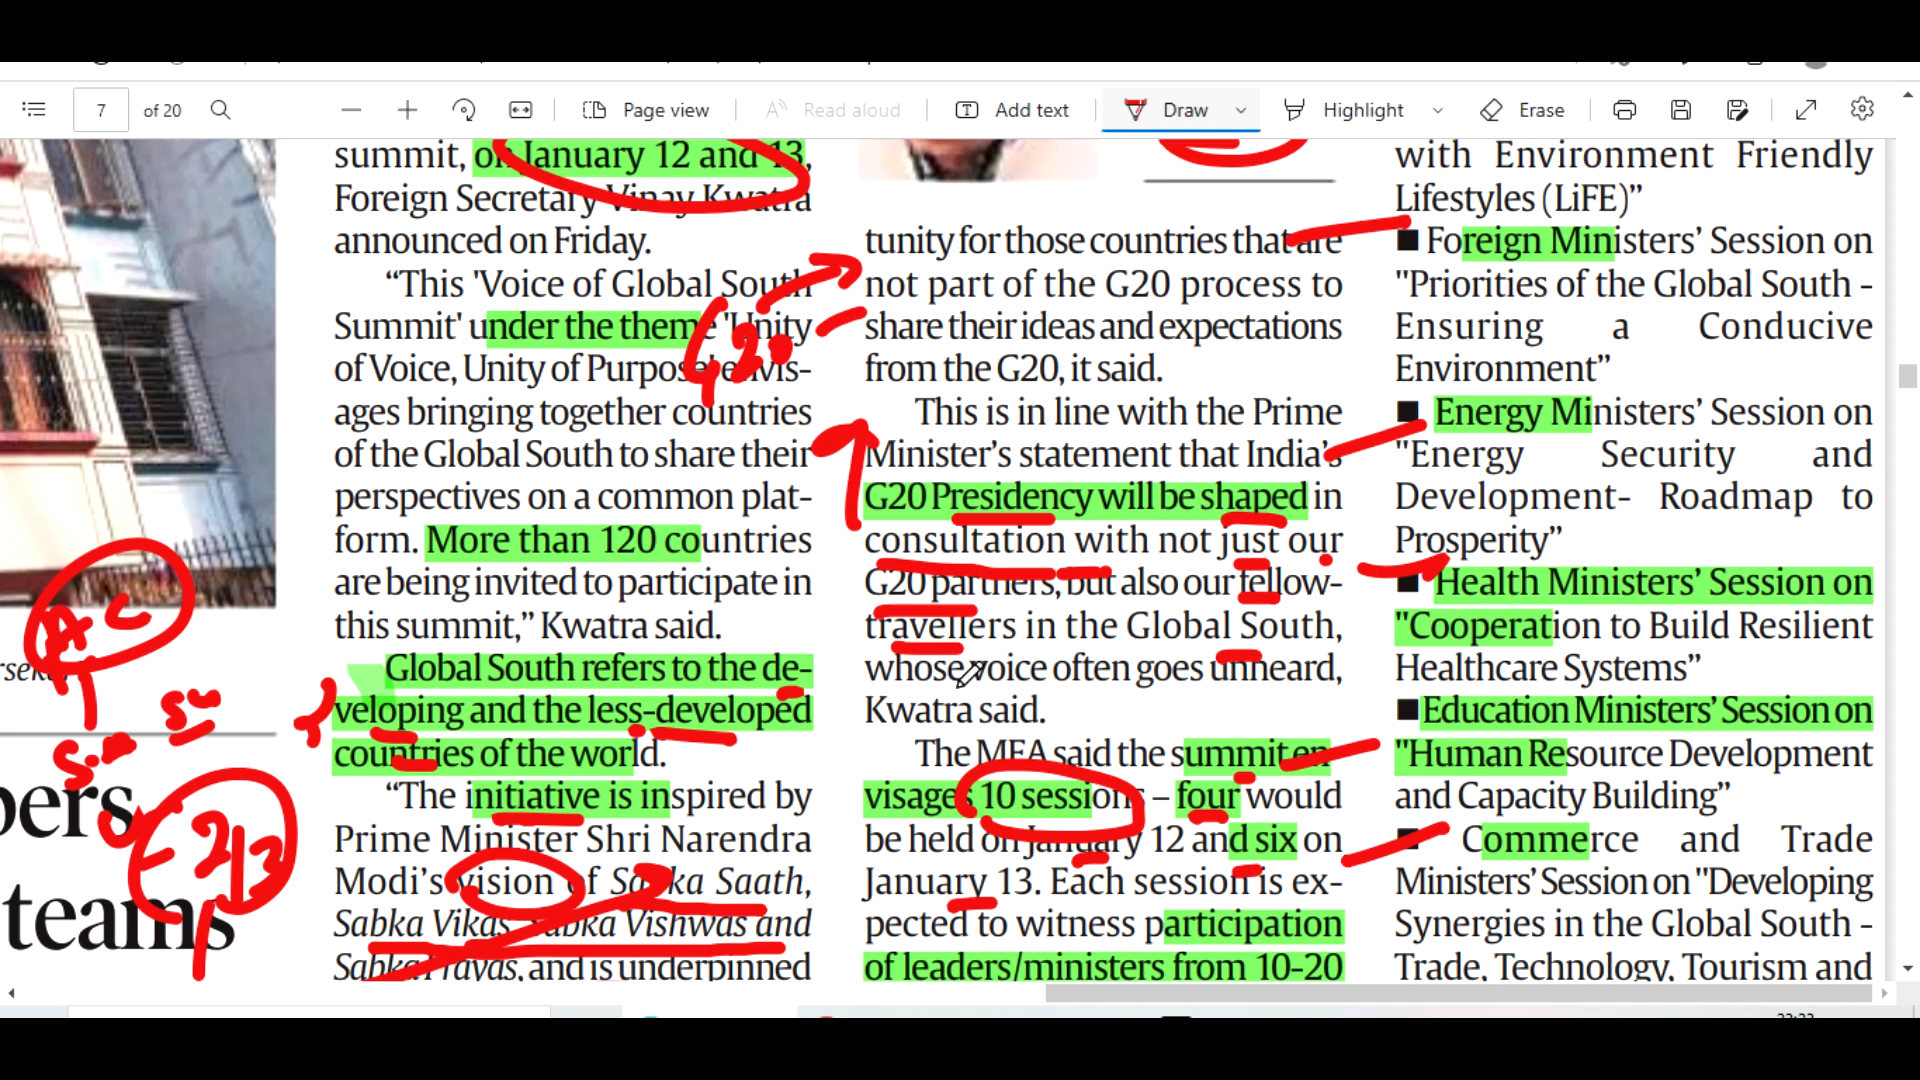 7 of 20
Page view
Read aloud
Add text
Draw
Highlight
Erase
pers
teams
summit, on January 12 and 13,
Foreign Secretary Vinay Kwatra
announced on Friday.
“This 'Voice of Global South
Summit' under the theme 'Unity
of Voice, Unity of Purpose' envis-
ages bringing together countries
of the Global South to share their
perspectives on a common plat-
form. More than 120 countries
are being invited to participate in
this summit,” Kwatra said.
Global South refers to the de-
veloping and the less-developed
countries of the world.
“The initiative is inspired by
Prime Minister Shri Narendra
Modi’s vision of Sabka Saath,
Sabka Vikas, Sabka Vishwas and
Sabka Prayas, and is underpinned
G20
tunity for those countries that are
not part of the G20 process to
share their ideas and expectations
from the G20, it said.
This is in line with the Prime
Minister’s statement that India’s
G20 Presidency will be shaped in
consultation with not just our
G20 partners, but also our fellow-
travellers in the Global South,
whose voice often goes unheard,
Kwatra said.
The MEA said the summit en-
visages 10 sessions – four would
be held on January 12 and six on
January 13. Each session is ex-
pected to witness participation
of leaders/ministers from 10-20
with Environment Friendly
Lifestyles (LiFE)”
■ Foreign Ministers’ Session on
"Priorities of the Global South -
Ensuring a Conducive
Environment”
■ Energy Ministers’ Session on
"Energy Security and
Development- Roadmap to
Prosperity”
■ Health Ministers’ Session on
"Cooperation to Build Resilient
Healthcare Systems”
■ Education Ministers’ Session on
"Human Resource Development
and Capacity Building”
■ Commerce and Trade
Ministers’ Session on "Developing
Synergies in the Global South -
Trade, Technology, Tourism and